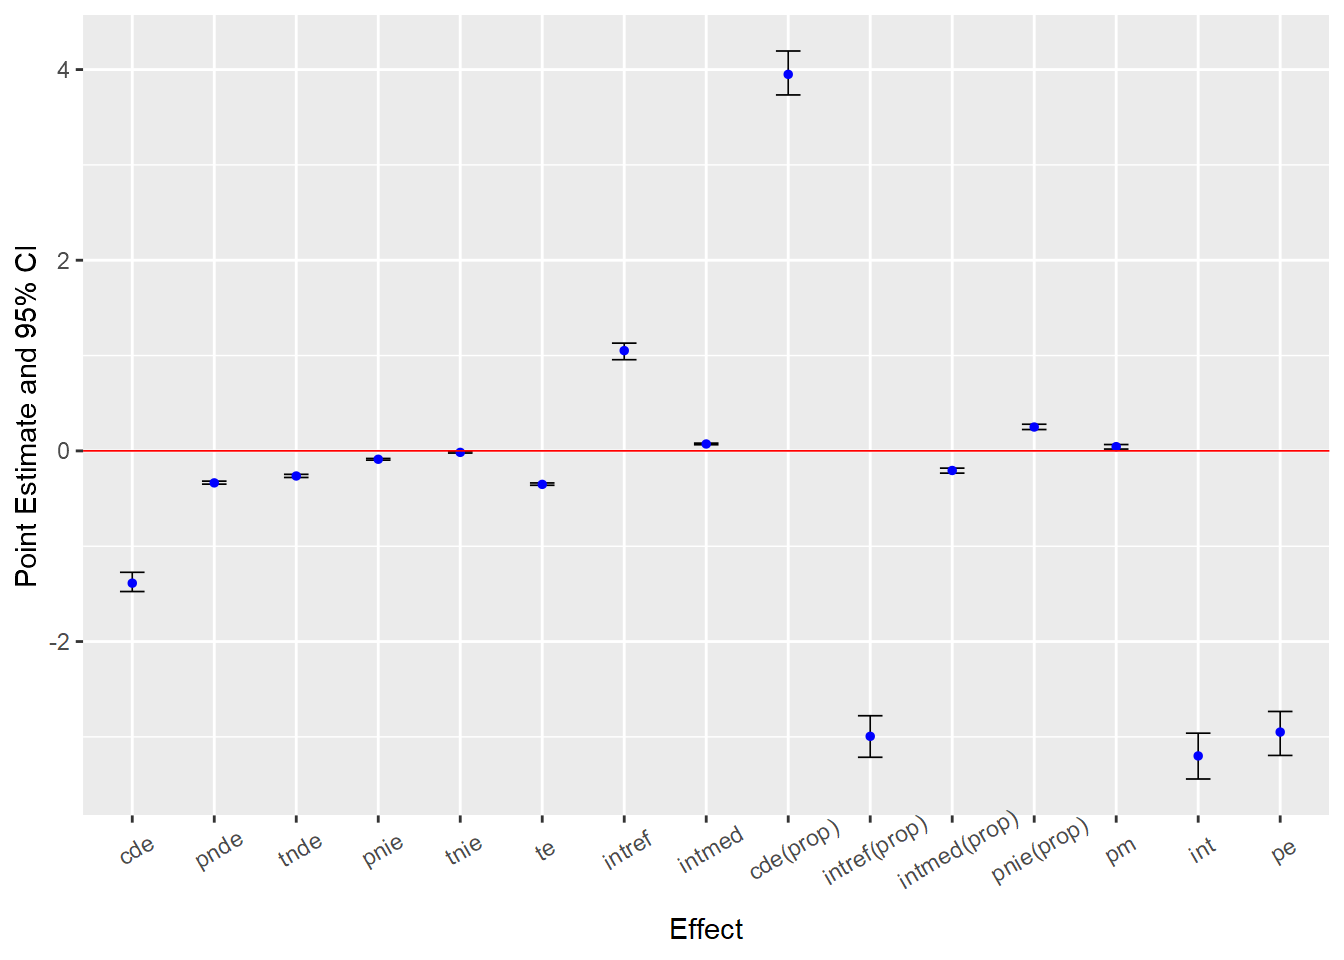 Point Estimate and 95% CI
4
2
0
-2
cde
pnde
tnde
pnie
tnie
te
intref
intmed
cde(prop)
intref(prop)
intmed(prop)
pnie(prop)
pm
int
pe
Effect